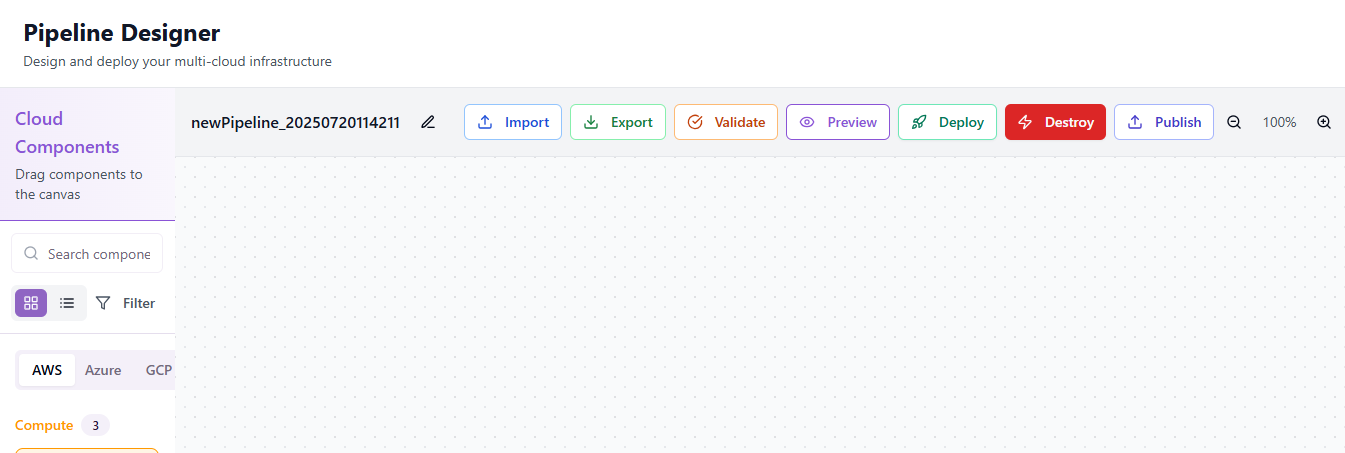 Pipeline Designer
Design and deploy your multi-cloud infrastructure
Cloud
Components
Drag components to
the canvas
newPipeline_20250720114211
Import
Export
Validate
Preview
Deploy
Destroy
Publish
100%
Search compone
Filter
AWS
Azure
GCP
Compute 3